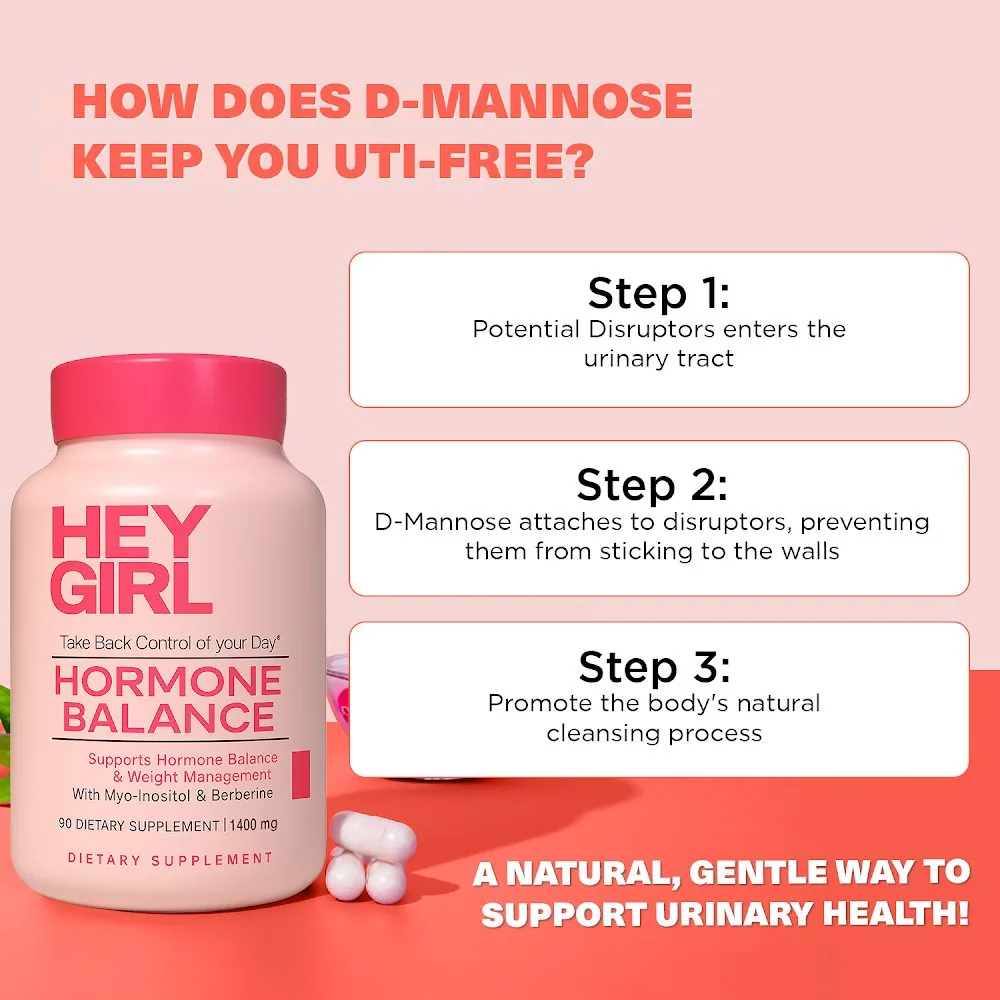 HOW DOES D-MANNOSE
KEEP YOU UTI-FREE?
Step 1:
Potential Disruptors enters the
urinary tract
Step 2:
D-Mannose attaches to disruptors, preventing
them from sticking to the walls
Step 3:
Promote the body's natural
cleansing process
HEY
GIRL
Take Back Control of your Day*
HORMONE
BALANCE
Supports Hormone Balance
& Weight Management
With Myo-Inositol & Berberine
90 DIETARY SUPPLEMENT | 1400 mg
DIETARY SUPPLEMENT
A NATURAL, GENTLE WAY TO
SUPPORT URINARY HEALTH!